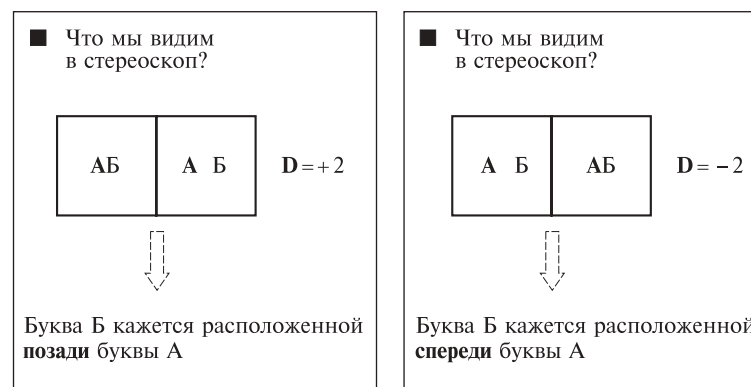 ■ Что мы видим
в стереоскоп?
АБ А Б D = + 2
Буква Б кажется расположенной
позади буквы А
■ Что мы видим
в стереоскоп?
А Б АБ D = − 2
Буква Б кажется расположенной
спереди буквы А